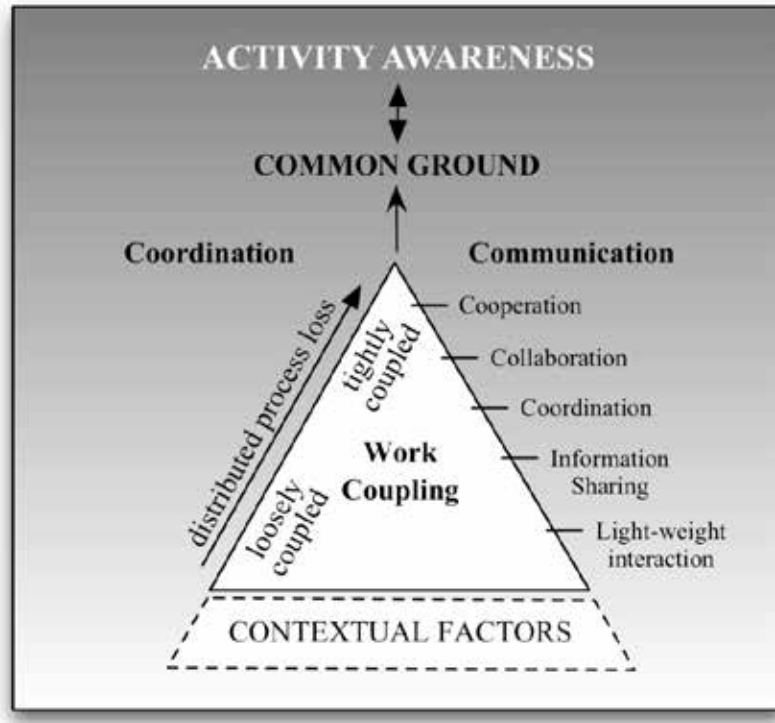 ACTIVITY AWARENESS
COMMON GROUND
Coordination
Communication
distributed process loss
tightly
coupled
loosely
coupled
Work
Coupling
Cooperation
Collaboration
Coordination
Information
Sharing
Light-weight
interaction
CONTEXTUAL FACTORS